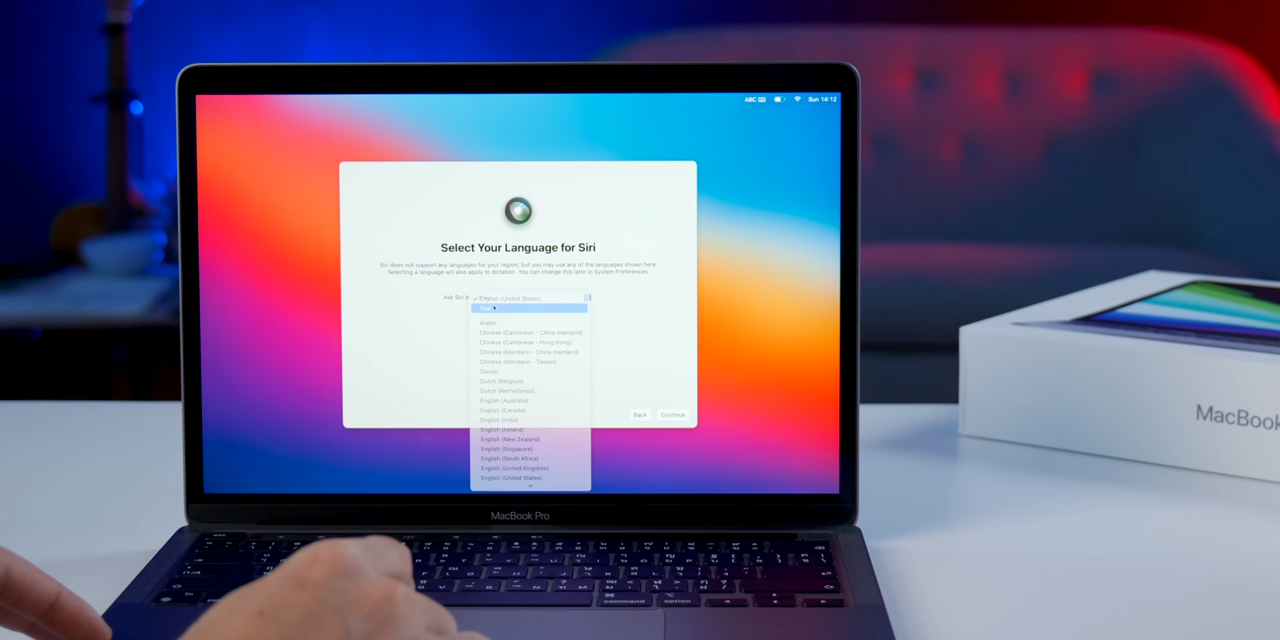 ABC
Sun 14:12
Select Your Language for Siri
Siri does not support any languages for your region, but you may use any of the languages shown here.
Selecting a language will also apply to dictation. You can change this later in System Preferences.
Ask Siri in
✓ English (United States)
Arabic
Chinese (Cantonese - China mainland)
Chinese (Cantonese - Hong Kong)
Chinese (Mandarin - China mainland)
Chinese (Mandarin - Taiwan)
Danish
Dutch (Belgium)
Dutch (Netherlands)
English (Australia)
English (Canada)
English (India)
English (Ireland)
English (New Zealand)
English (Singapore)
English (South Africa)
English (United Kingdom)
English (United States)
Back
Continue
MacBook Pro
MacBook
fn
command
option